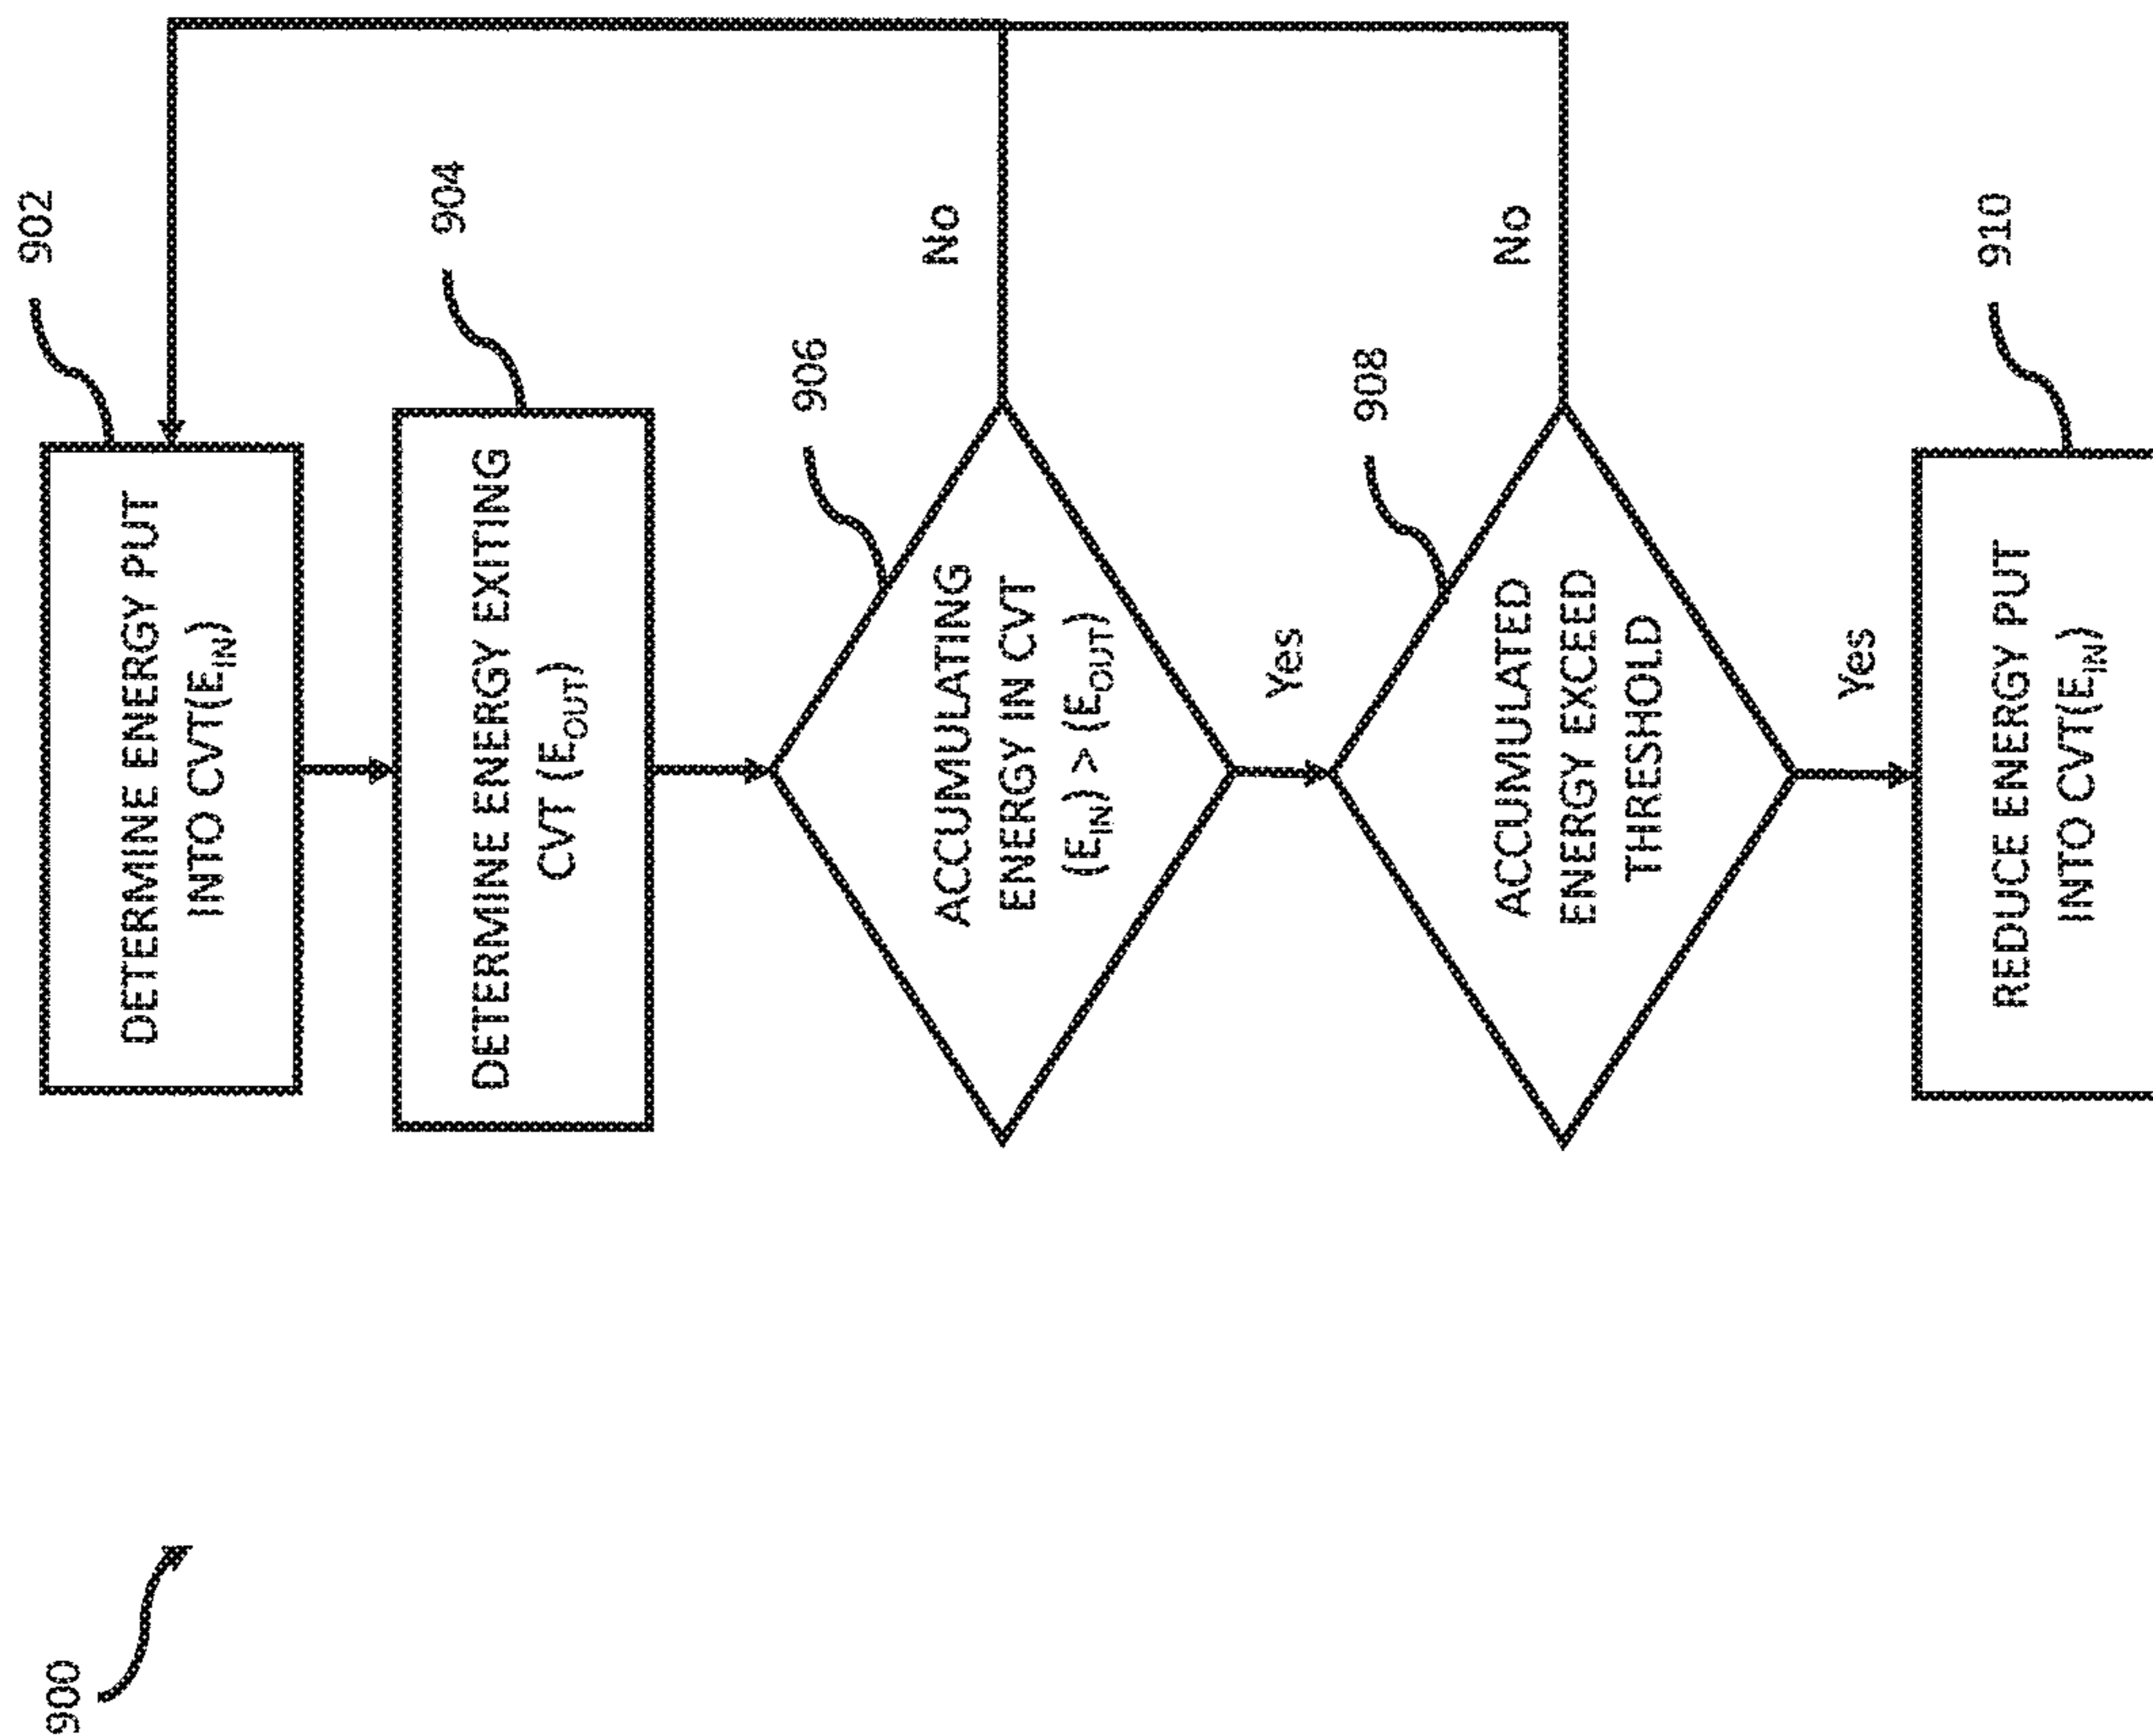 900
902
DETERMINE ENERGY PUT
INTO CVT(E_IN)
904
DETERMINE ENERGY EXITING
CVT (E_OUT)
906
ACCUMULATING
ENERGY IN CVT
(E_IN) > (E_OUT)
No
Yes
908
ACCUMULATED
ENERGY EXCEED
THRESHOLD
No
Yes
910
REDUCE ENERGY PUT
INTO CVT(E_IN)